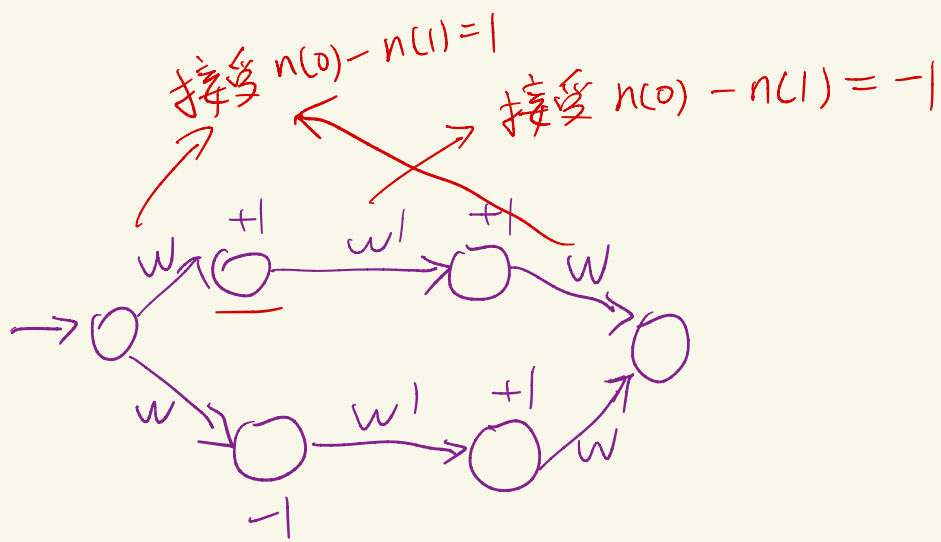 接受 n(0) - n(1) = 1
接受 n(0) - n(1) = -1
+1
+1
w
w'
w
w
w'
+1
w
-1